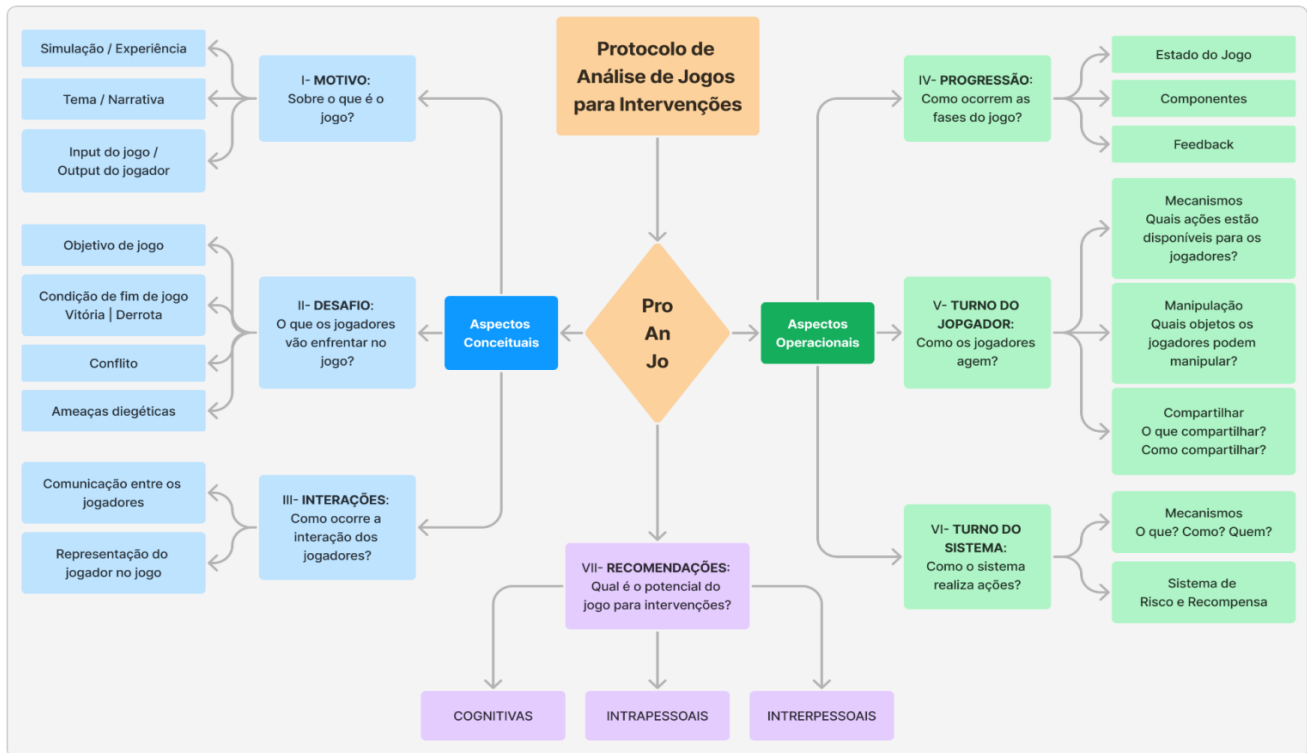 Protocolo de
Análise de Jogos
para Intervenções
Pro
An
Jo
Aspectos
Conceituais
I- MOTIVO:
Sobre o que é o
jogo?
Simulação / Experiência
Tema / Narrativa
Input do jogo /
Output do jogador
II- DESAFIO:
O que os jogadores
vão enfrentar no
jogo?
Objetivo de jogo
Condição de fim de jogo
Vitória | Derrota
Conflito
Ameaças diegéticas
III- INTERAÇÕES:
Como ocorre a
interação dos
jogadores?
Comunicação entre os
jogadores
Representação do
jogador no jogo
Aspectos
Operacionais
IV- PROGRESSÃO:
Como ocorrem as
fases do jogo?
Estado do Jogo
Componentes
Feedback
V- TURNO DO
JOPGADOR:
Como os jogadores
agem?
Mecanismos
Quais ações estão
disponíveis para os
jogadores?
Manipulação
Quais objetos os
jogadores podem
manipular?
Compartilhar
O que compartilhar?
Como compartilhar?
VI- TURNO DO
SISTEMA:
Como o sistema
realiza ações?
Mecanismos
O que? Como? Quem?
Sistema de
Risco e Recompensa
VII- RECOMENDAÇÕES:
Qual é o potencial do
jogo para intervenções?
COGNITIVAS
INTRAPESSOAIS
INTRERPESSOAIS